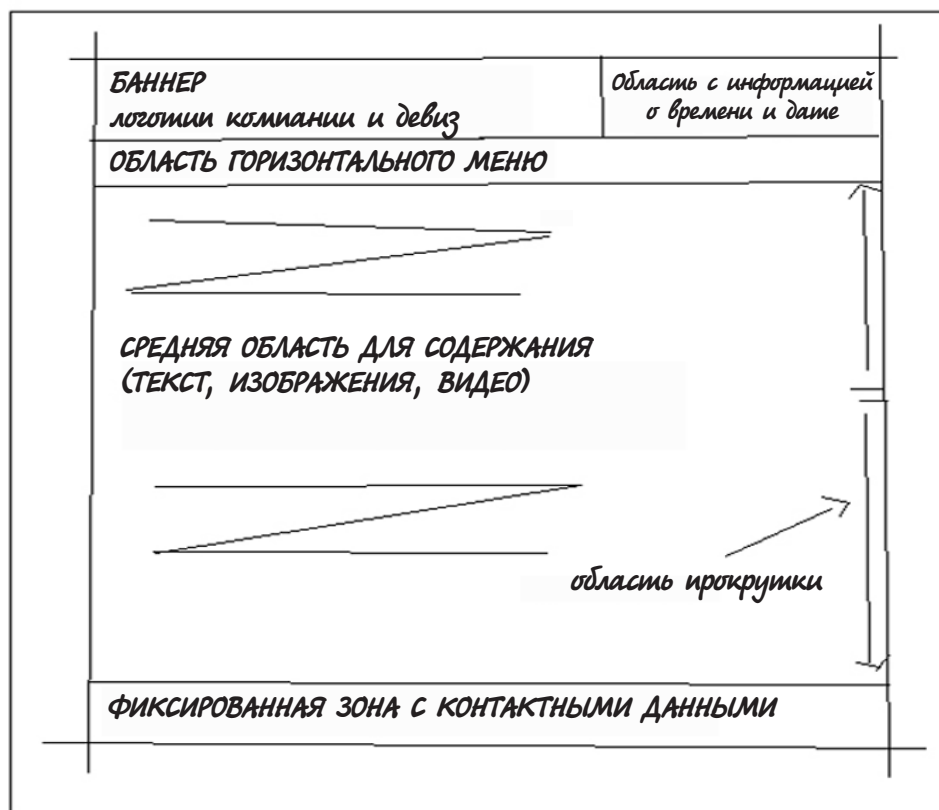 БАННЕР
логотип компании и девиз
Область с информацией
о времени и дате
ОБЛАСТЬ ГОРИЗОНТАЛЬНОГО МЕНЮ
СРЕДНЯЯ ОБЛАСТЬ ДЛЯ СОДЕРЖАНИЯ
(ТЕКСТ, ИЗОБРАЖЕНИЯ, ВИДЕО)
область прокрутки
ФИКСИРОВАННАЯ ЗОНА С КОНТАКТНЫМИ ДАННЫМИ